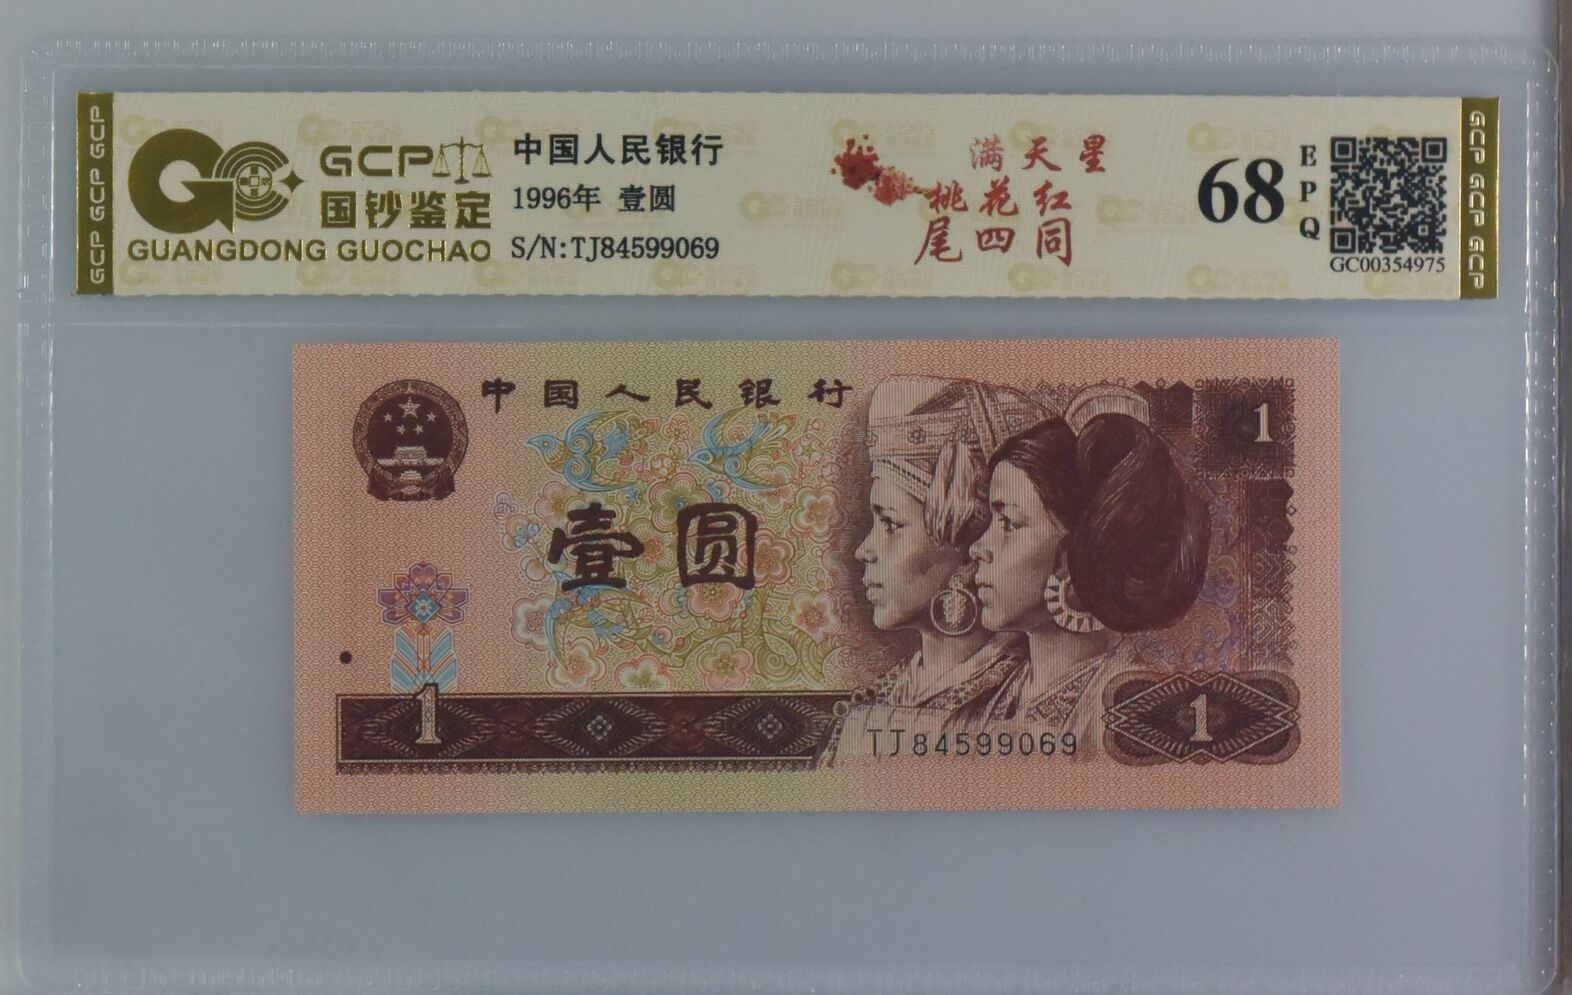 GCP GCP GCP
GCP
国钞鉴定
GUANGDONG GUOCHAO
中国人民银行
1996年 壹圆
S/N:TJ84599069
满天星
桃花红
尾四同
68
EPQ
GC00354975
GCP GCP GCP
中国人民银行
1
壹圆
1
1
TJ84599069